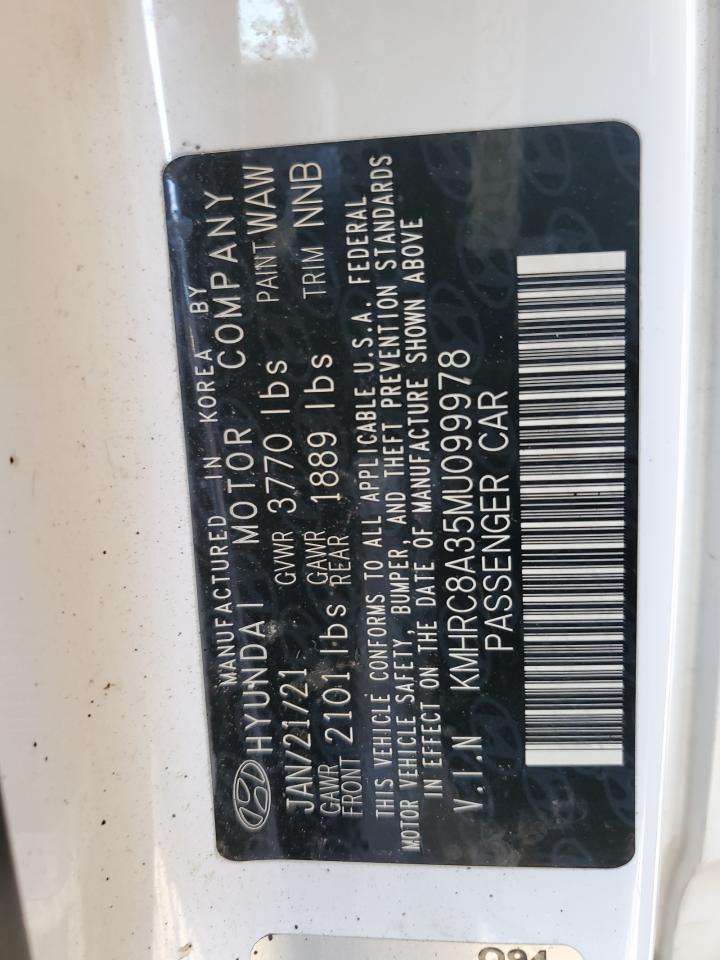 MANUFACTURED IN KOREA BY
HYUNDAI MOTOR COMPANY
JAN/21/21 GVWR 3770 lbs PAINT WAW
GAWR FRONT 2101 lbs GAWR REAR 1889 lbs TRIM NNB
THIS VEHICLE CONFORMS TO ALL APPLICABLE U.S.A. FEDERAL
MOTOR VEHICLE SAFETY, BUMPER, AND THEFT PREVENTION STANDARDS
IN EFFECT ON THE DATE OF MANUFACTURE SHOWN ABOVE
V.I.N KMHRC8A35MU099978
PASSENGER CAR